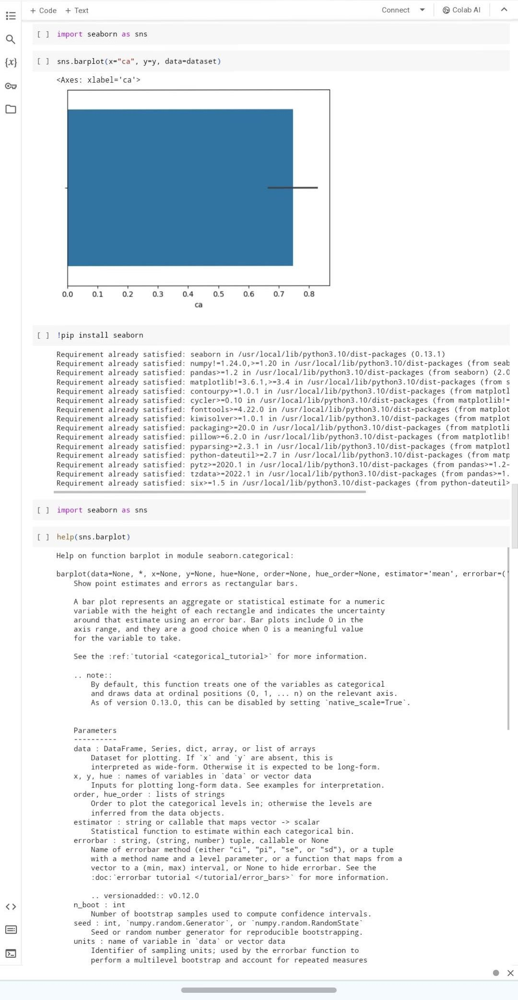 + Code + Text Connect Colab AI
[ ] import seaborn as sns
[ ] sns.barplot(x="ca", y=y, data=dataset)
<Axes: xlabel='ca'>
0.0 0.1 0.2 0.3 0.4 0.5 0.6 0.7 0.8
ca
[ ] !pip install seaborn
Requirement already satisfied: seaborn in /usr/local/lib/python3.10/dist-packages (0.13.1)
Requirement already satisfied: numpy!=1.24.0,>=1.20 in /usr/local/lib/python3.10/dist-packages (from seab
Requirement already satisfied: pandas>=1.2 in /usr/local/lib/python3.10/dist-packages (from seaborn) (2.0
Requirement already satisfied: matplotlib!=3.6.1,>=3.4 in /usr/local/lib/python3.10/dist-packages (from s
Requirement already satisfied: contourpy>=1.0.1 in /usr/local/lib/python3.10/dist-packages (from matplotl
Requirement already satisfied: cycler>=0.10 in /usr/local/lib/python3.10/dist-packages (from matplotlib!=
Requirement already satisfied: fonttools>=4.22.0 in /usr/local/lib/python3.10/dist-packages (from matplot
Requirement already satisfied: kiwisolver>=1.0.1 in /usr/local/lib/python3.10/dist-packages (from matplot
Requirement already satisfied: packaging>=20.0 in /usr/local/lib/python3.10/dist-packages (from matplotli
Requirement already satisfied: pillow>=6.2.0 in /usr/local/lib/python3.10/dist-packages (from matplotlib!
Requirement already satisfied: pyparsing>=2.3.1 in /usr/local/lib/python3.10/dist-packages (from matplotl
Requirement already satisfied: python-dateutil>=2.7 in /usr/local/lib/python3.10/dist-packages (from matp
Requirement already satisfied: pytz>=2020.1 in /usr/local/lib/python3.10/dist-packages (from pandas>=1.2-
Requirement already satisfied: tzdata>=2022.1 in /usr/local/lib/python3.10/dist-packages (from pandas>=1.
Requirement already satisfied: six>=1.5 in /usr/local/lib/python3.10/dist-packages (from python-dateutil>
[ ] import seaborn as sns
[ ] help(sns.barplot)
Help on function barplot in module seaborn.categorical:
barplot(data=None, *, x=None, y=None, hue=None, order=None, hue_order=None, estimator='mean', errorbar=('
Show point estimates and errors as rectangular bars.
A bar plot represents an aggregate or statistical estimate for a numeric
variable with the height of each rectangle and indicates the uncertainty
around that estimate using an error bar. Bar plots include 0 in the
axis range, and they are a good choice when 0 is a meaningful value
for the variable to take.
See the :ref:`tutorial <categorical_tutorial>` for more information.
.. note::
By default, this function treats one of the variables as categorical
and draws data at ordinal positions (0, 1, ... n) on the relevant axis.
As of version 0.13.0, this can be disabled by setting `native_scale=True`.
Parameters
----------
data : DataFrame, Series, dict, array, or list of arrays
Dataset for plotting. If `x` and `y` are absent, this is
interpreted as wide-form. Otherwise it is expected to be long-form.
x, y, hue : names of variables in `data` or vector data
Inputs for plotting long-form data. See examples for interpretation.
order, hue_order : lists of strings
Order to plot the categorical levels in; otherwise the levels are
inferred from the data objects.
estimator : string or callable that maps vector -> scalar
Statistical function to estimate within each categorical bin.
errorbar : string, (string, number) tuple, callable or None
Name of errorbar method (either "ci", "pi", "se", or "sd"), or a tuple
with a method name and a level parameter, or a function that maps from a
vector to a (min, max) interval, or None to hide errorbar. See the
:doc:`errorbar tutorial </tutorial/error_bars>` for more information.
.. versionadded:: v0.12.0
n_boot : int
Number of bootstrap samples used to compute confidence intervals.
seed : int, `numpy.random.Generator`, or `numpy.random.RandomState`
Seed or random number generator for reproducible bootstrapping.
units : name of variable in `data` or vector data
Identifier of sampling units; used by the errorbar function to
perform a multilevel bootstrap and account for repeated measures